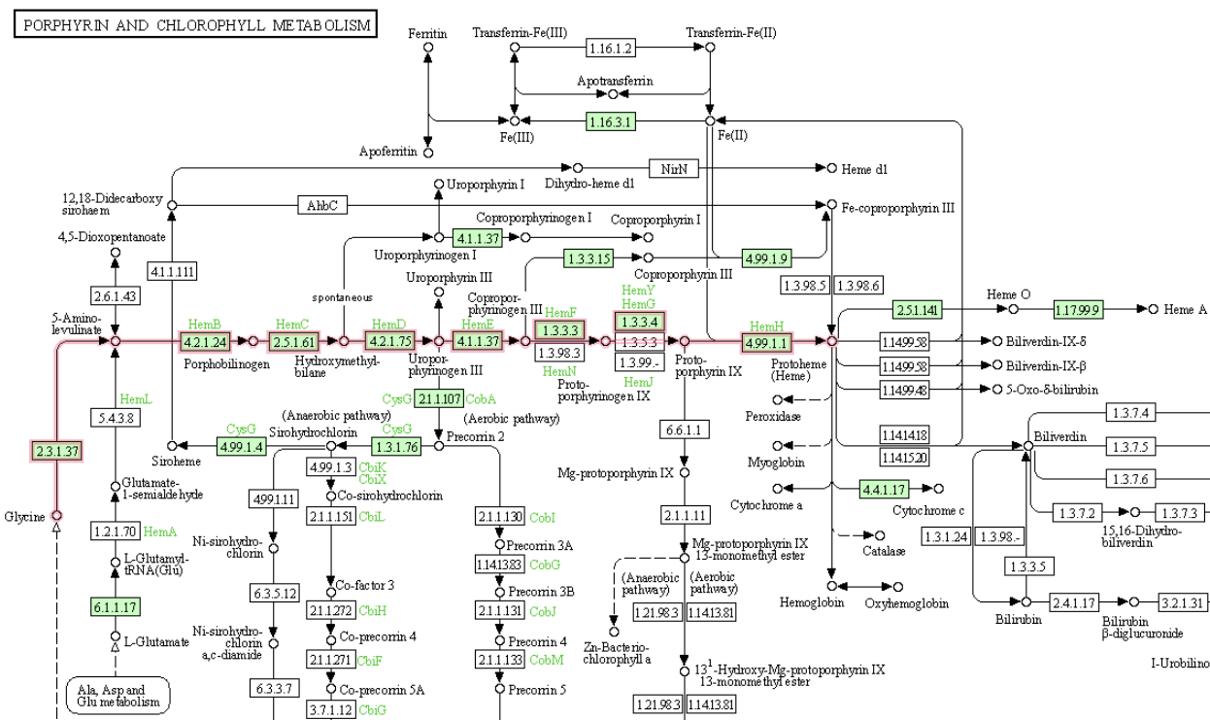 PORPHYRIN AND CHLOROPHYLL METABOLISM
Ferritin
Transferrin-Fe(III)
1.16.1.2
Transferrin-Fe(II)
Apotransferrin
1.16.3.1
Fe(III)
Fe(II)
Apoferritin
NirN
Dihydro-heme d1
Heme d1
Uroporphyrin I
12,18-Didecarboxy
sirohaem
AhbC
Fe-coproporphyrin III
4,5-Dioxopentanoate
Coproporphyrinogen I
Coproporphyrin I
4.1.1.37
Uroporphyrinogen I
4.1.1.111
1.3.3.15
Coproporphyrin III
4.99.1.9
Uroporphyrin III
1.3.98.5
1.3.98.6
2.6.1.43
spontaneous
Coproporphyrinogen III
HemY
HemG
Heme O
5-Amino-
levulinate
HemF
2.5.1.141
1.17.99.9
Heme A
HemB
HemC
HemD
HemE
1.3.3.3
1.3.3.4
HemH
4.2.1.24
2.5.1.61
4.2.1.75
4.1.1.37
1.3.5.3
4.99.1.1
1.14.99.58
Biliverdin-IX-δ
Porphobilinogen
Hydroxymethyl-
bilane
Uropor-
phyrinogen III
1.3.98.3
1.3.99.-
Proto-
porphyrin IX
Protoheme
(Heme)
1.14.99.58
Biliverdin-IX-β
HemN
HemJ
Proto-
porphyrinogen IX
1.14.99.48
5-Oxo-δ-bilirubin
HemL
CysG
2.1.1.107
CobA
Peroxidase
1.3.7.4
5.4.3.8
(Anaerobic pathway)
(Aerobic pathway)
CysG
Sirohydrochlorin
CysG
6.6.1.1
1.14.14.18
Biliverdin
2.3.1.37
4.99.1.4
1.3.1.76
Precorrin 2
1.14.15.20
1.3.7.5
Siroheme
4.99.1.3
CbiK
CbiX
Mg-protoporphyrin IX
Myoglobin
1.3.7.6
Glutamate-
1-semialdehyde
4.99.1.11
Co-sirohydrochlorin
4.4.1.17
Glycine
2.1.1.151
CbiL
2.1.1.130
CobI
2.1.1.11
Cytochrome a
Cytochrome c
1.3.7.2
1.3.7.3
1.2.1.70
HemA
Ni-sirohydro-
chlorin
Precorrin 3A
Mg-protoporphyrin IX
13-monomethyl ester
Catalase
1.3.1.24
1.3.98.-
15,16-Dihydro-
biliverdin
L-Glutamyl-
tRNA(Glu)
1.14.13.83
CobG
1.3.3.5
6.3.5.12
Co-factor 3
Precorrin 3B
(Anaerobic
pathway)
(Aerobic
pathway)
Hemoglobin
Oxyhemoglobin
6.1.1.17
2.1.1.272
CbiH
2.1.1.131
CobJ
1.21.98.3
1.14.13.81
2.4.1.17
3.2.1.31
Bilirubin
Bilirubin
β-diglucuronide
L-Glutamate
Ni-sirohydro-
chlorin
a,c-diamide
Co-precorrin 4
Precorrin 4
Zn-Bacterio-
chlorophyll a
2.1.1.271
CbiF
2.1.1.133
CobM
13¹-Hydroxy-Mg-protoporphyrin IX
13-monomethyl ester
I-Urobilino
Ala, Asp and
Glu metabolism
6.3.3.7
Co-precorrin 5A
Precorrin 5
3.7.1.12
CbiG
1.21.98.3
1.14.13.81